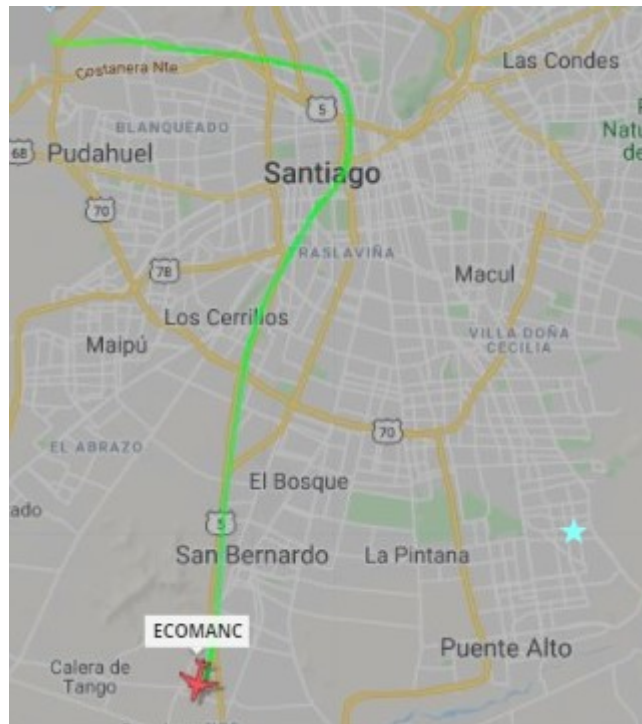 Las Condes
Costanera Nte
5
BLANQUEADO
68
Pudahuel
Santiago
70
RASLAVIÑA
78
Macul
Los Cerrillos
Maipú
VILLA DOÑA
CECILIA
70
EL ABRAZO
El Bosque
ado
5
San Bernardo
La Pintana
ECOMANC
Puente Alto
Calera de
Tango